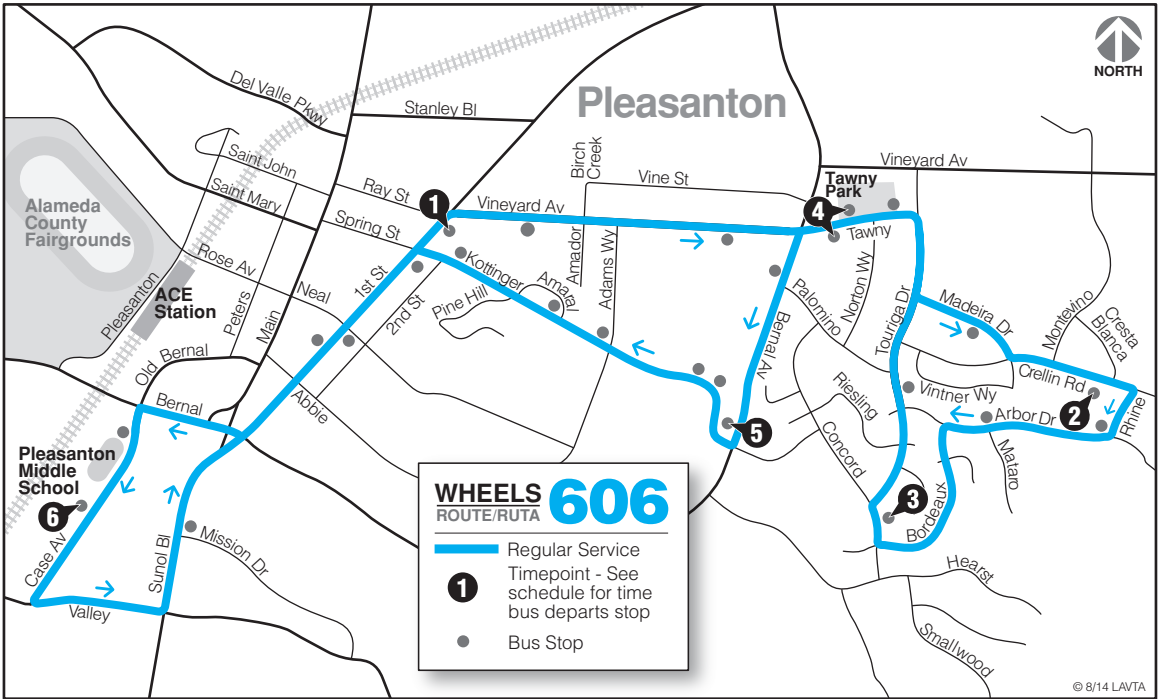 NORTH
Del Valle Pkwy
Stanley Bl
Pleasanton
Birch
Creek
Vineyard Av
Saint John
Vine St
Tawny
Park
Ray St
Saint Mary
1
Vineyard Av
4
Alameda
County
Fairgrounds
Spring St
Tawny
Rose Av
Kottinger
Amador
Adams Wy
Norton Wy
Pleasanton
ACE
Station
Peters
Neal
Main
1st St
2nd St
Pine Hill
Amaral
Palomino
Bernal Av
Touriga Dr
Madeira Dr
Montevino
Cresta
Blanca
Old Bernal
Crellin Rd
Riesling
Vintner Wy
2
Bernal
Abbie
Arbor Dr
Rhine
5
Concord
Mataro
Pleasanton
Middle
School
6
3
Bordeaux
WHEELS
ROUTE/RUTA
606
Regular Service
1
Timepoint - See
schedule for time
bus departs stop
Bus Stop
Case Av
Sunol Bl
Mission Dr
Valley
Hearst
Smallwood
© 8/14 LAVTA